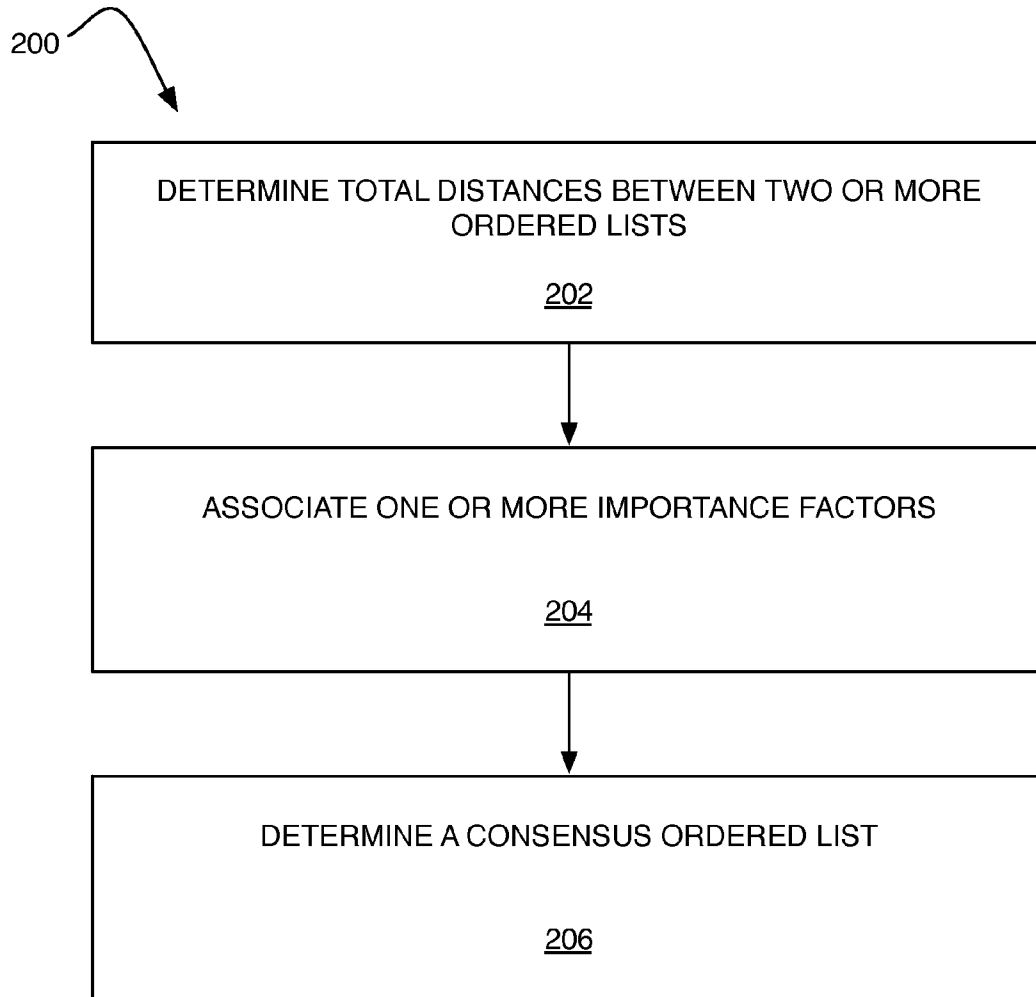 200
DETERMINE TOTAL DISTANCES BETWEEN TWO OR MORE
ORDERED LISTS
202
ASSOCIATE ONE OR MORE IMPORTANCE FACTORS
204
DETERMINE A CONSENSUS ORDERED LIST
206